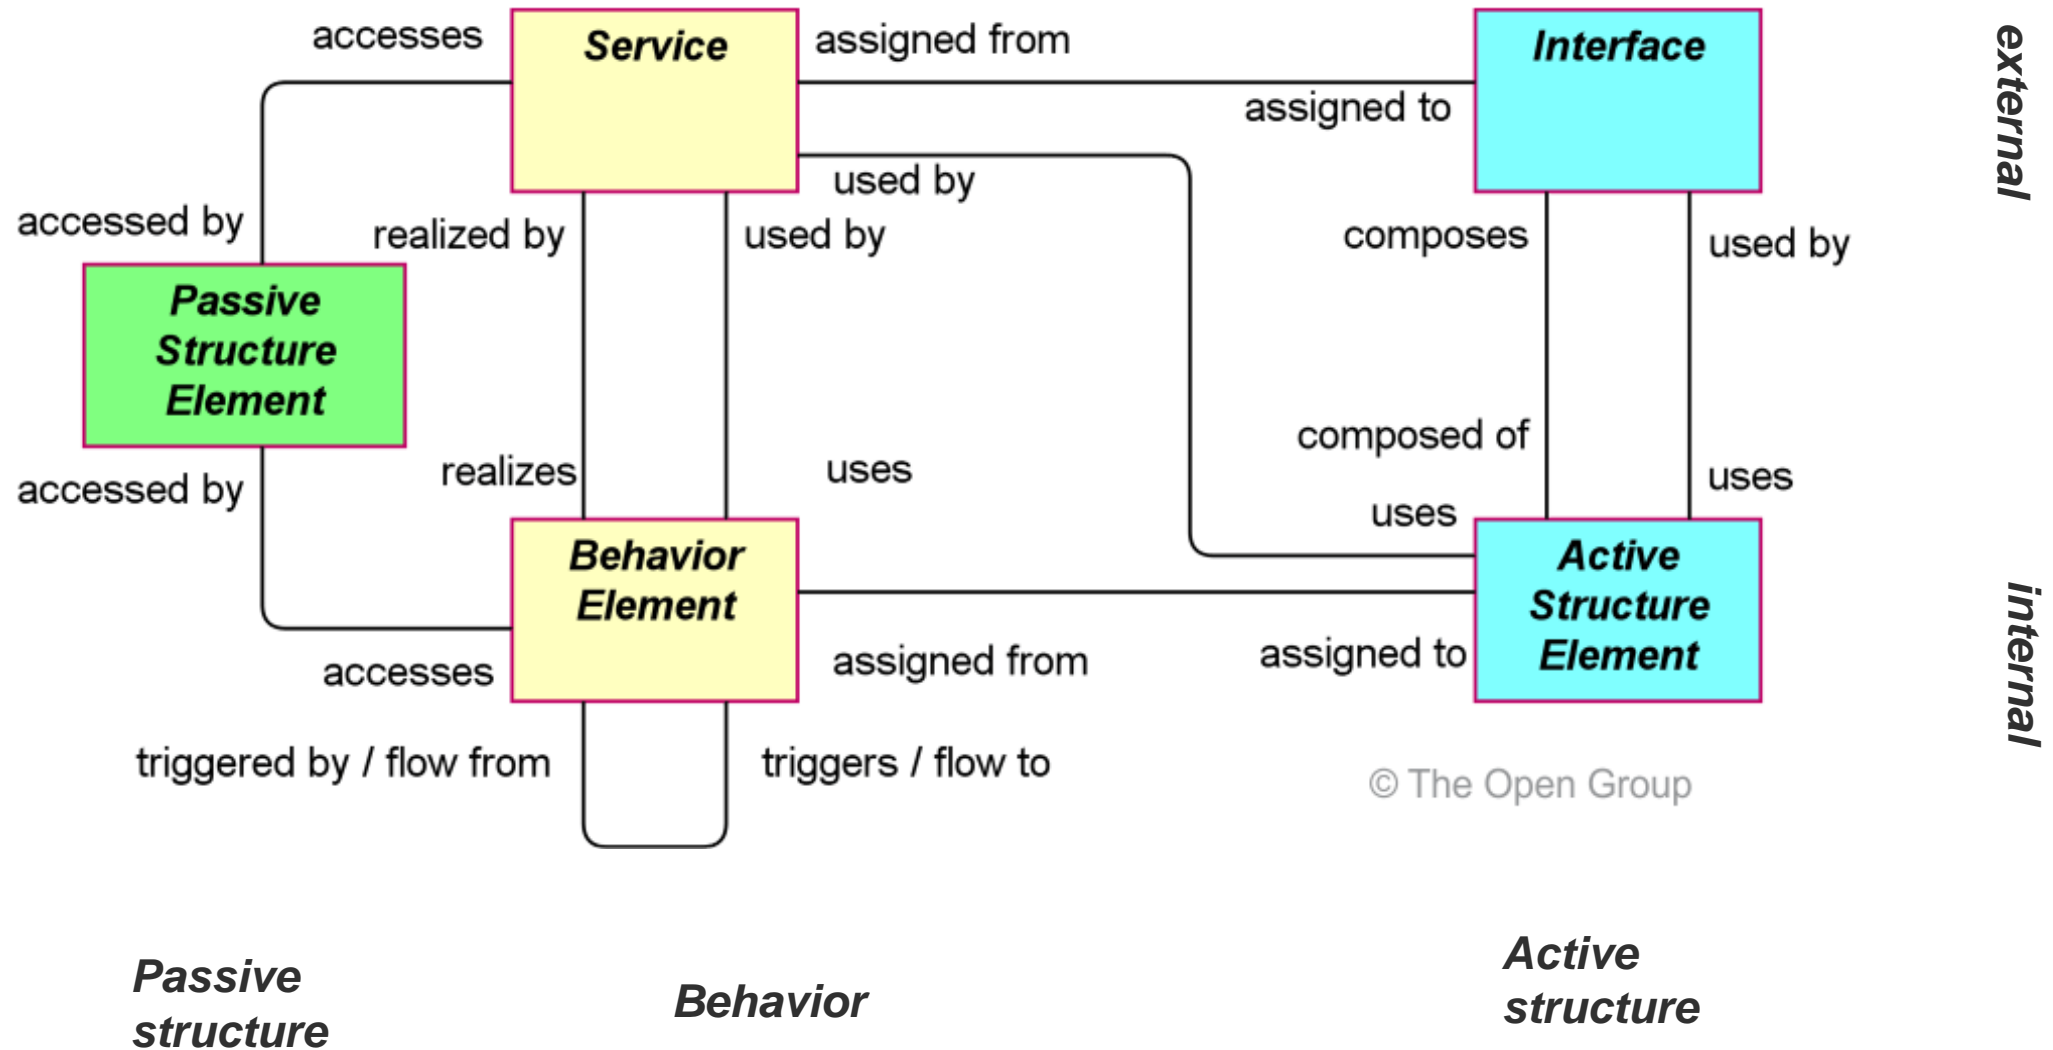 accesses
Service
assigned from
Interface
external
assigned to
used by
accessed by
realized by
used by
composes
used by
Passive
Structure
Element
composed of
accessed by
realizes
uses
uses
uses
Behavior
Element
Active
Structure
Element
internal
accesses
assigned from
assigned to
triggered by / flow from
triggers / flow to
© The Open Group
Passive
structure
Behavior
Active
structure